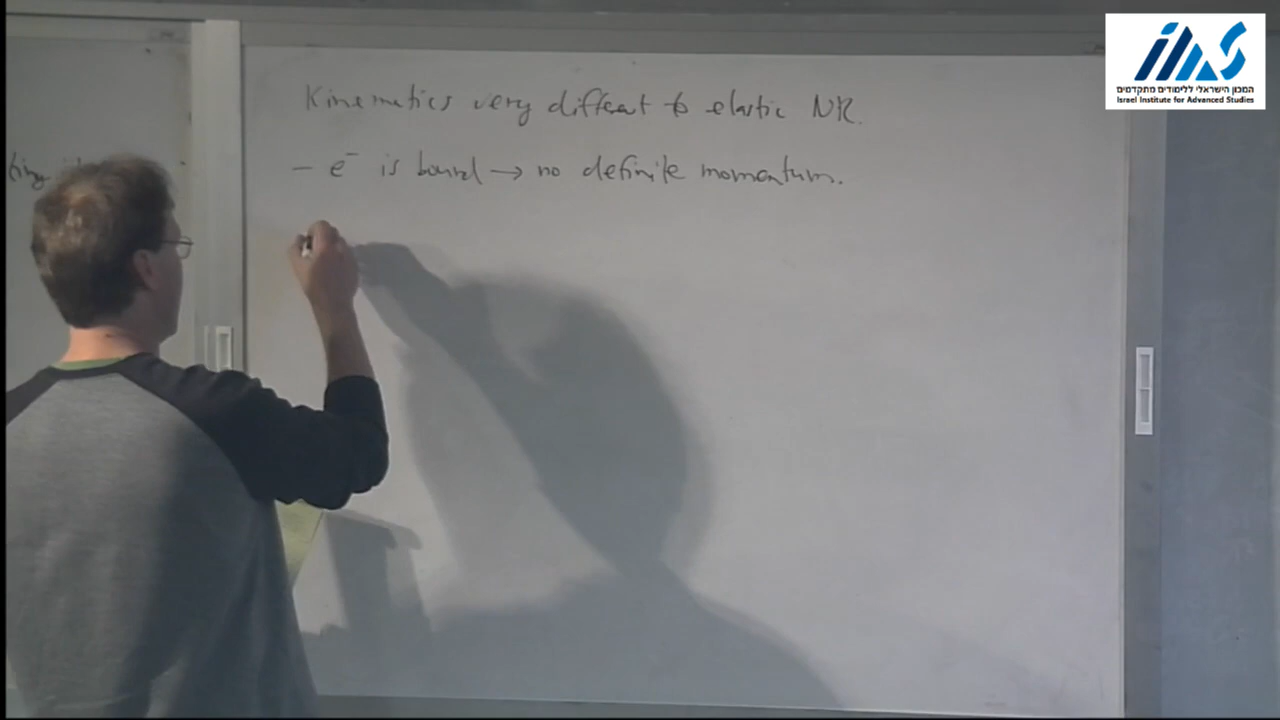 ias
המכון הישראלי ללימודים מתקדמים
Israel Institute for Advanced Studies
Kinematics very different to elastic NR.
- e⁻ is bound → no definite momentum.